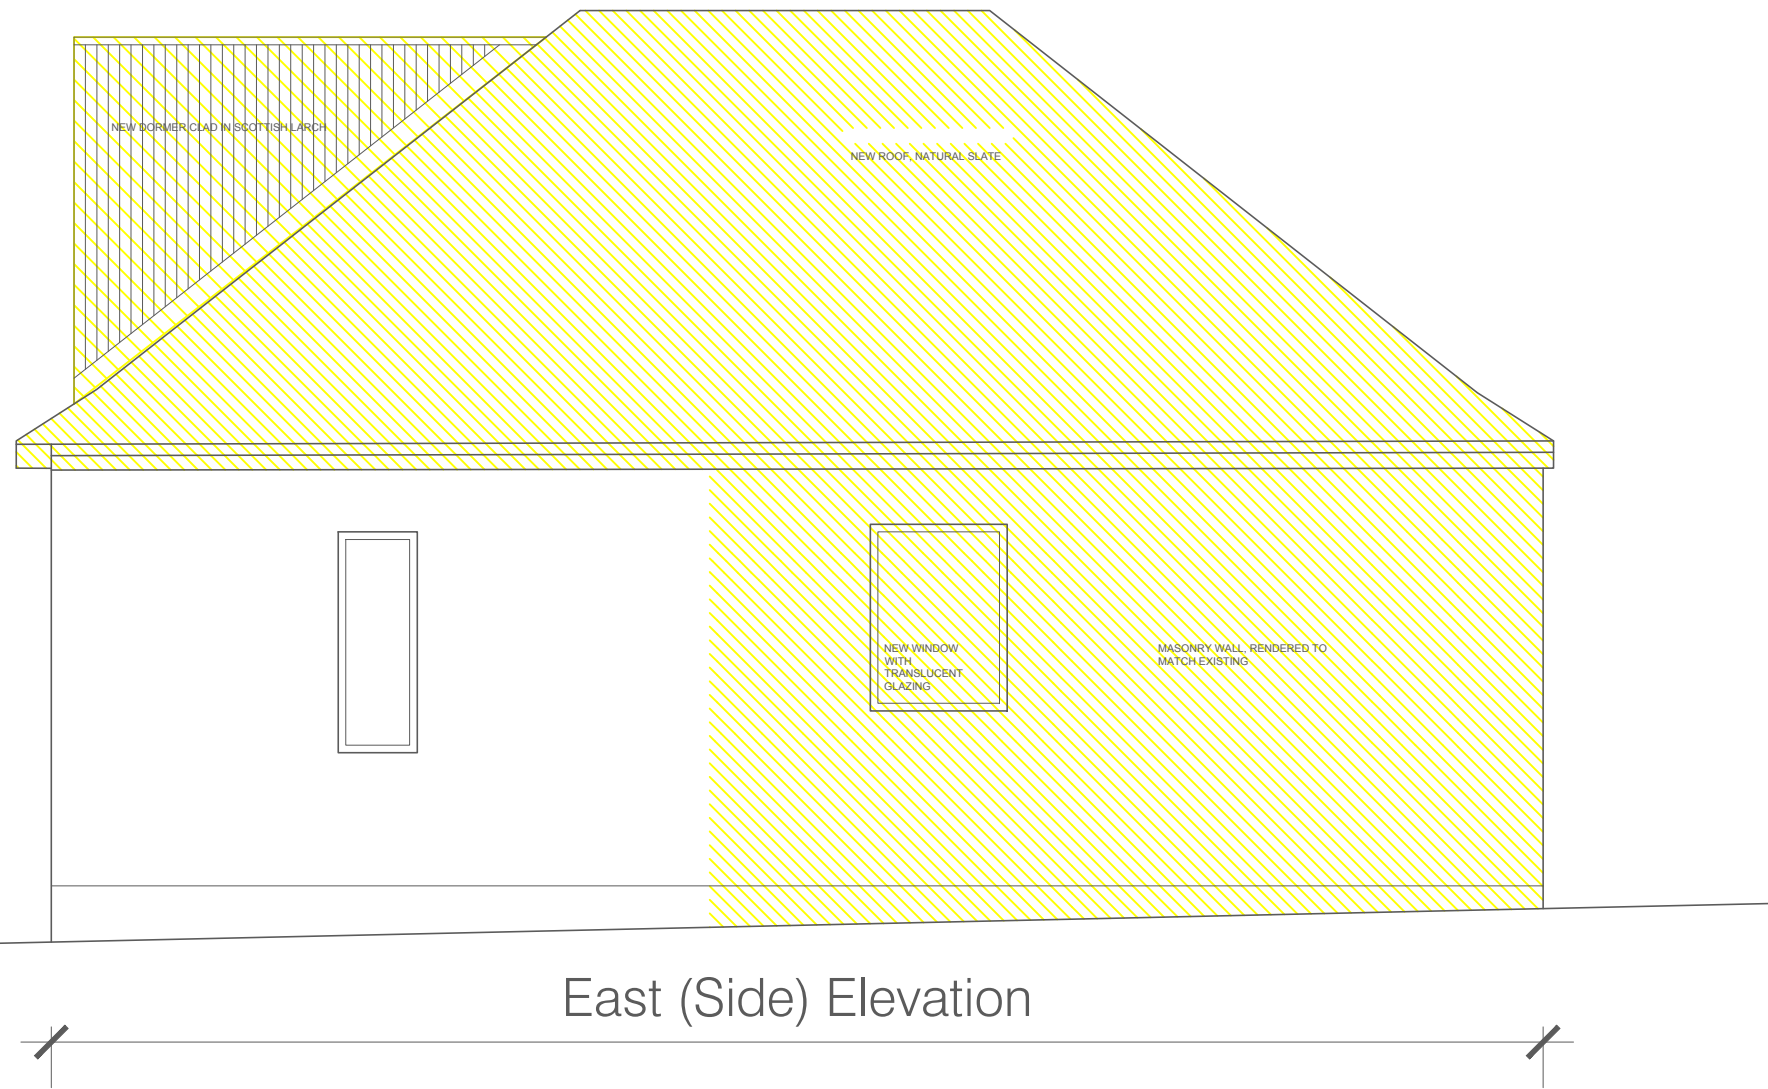 NEW DORMER CLAD IN SCOTTISH LARCH
NEW ROOF, NATURAL SLATE
NEW WINDOW
WITH
TRANSLUCENT
GLAZING
MASONRY WALL, RENDERED TO
MATCH EXISTING
East (Side) Elevation